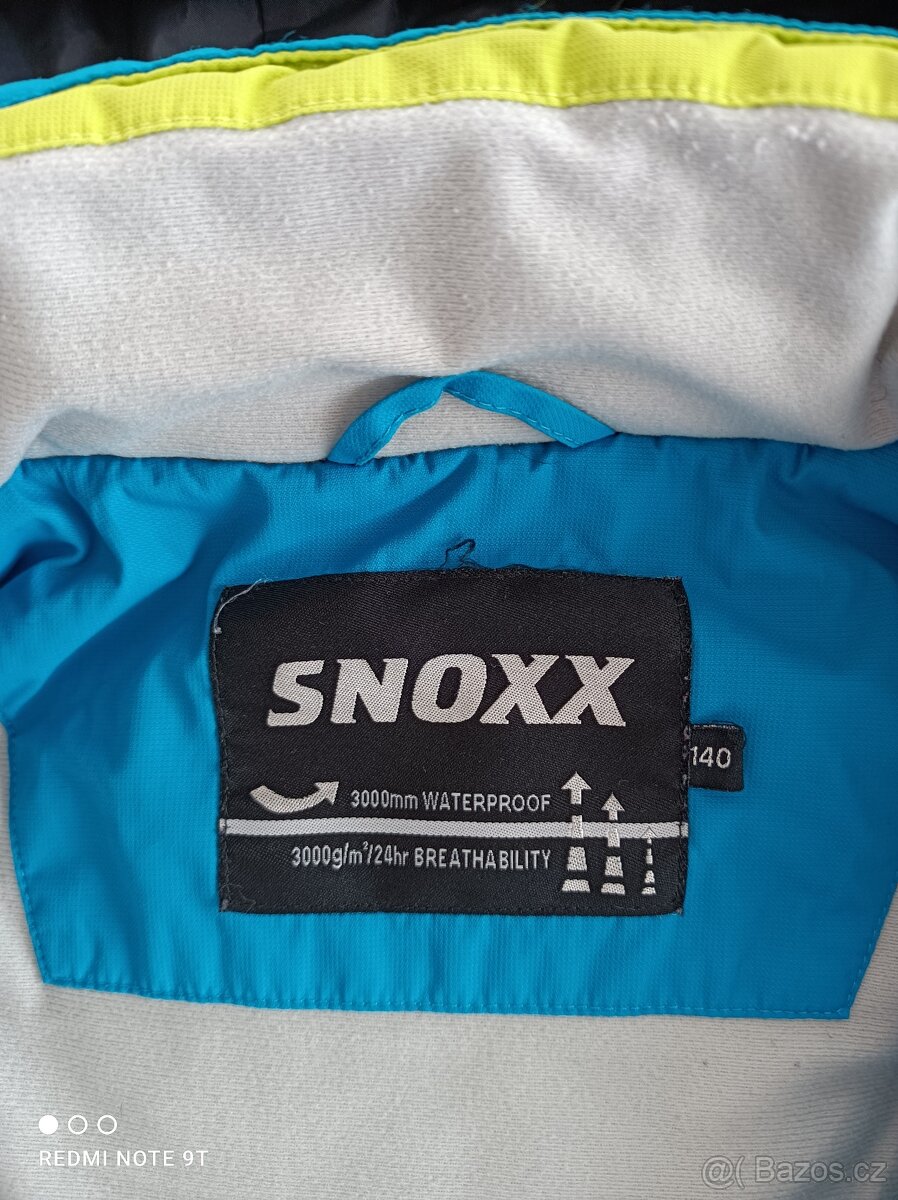 SNOXX
140
3000mm WATERPROOF
3000g/m²/24hr BREATHABILITY
REDMI NOTE 9T
@( Bazos.cz